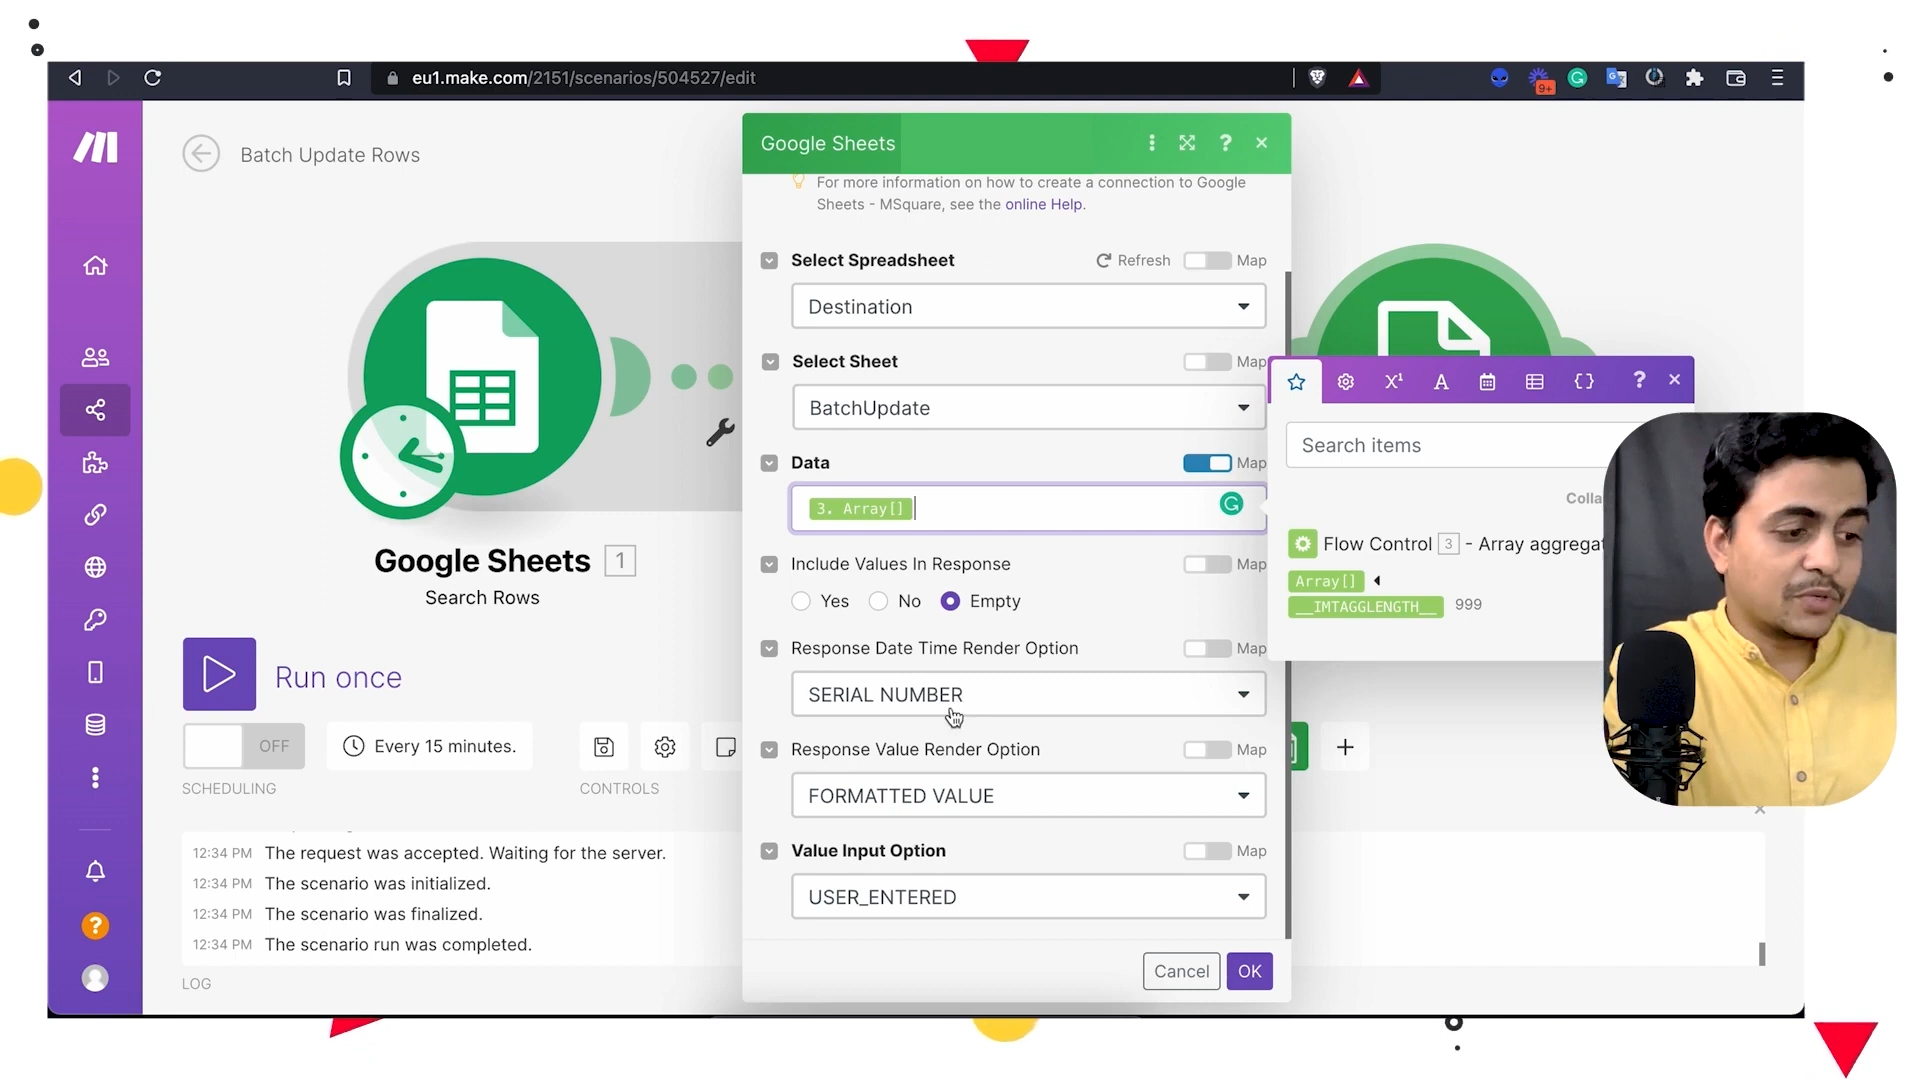 eu1.make.com/2151/scenarios/504527/edit
9+
Batch Update Rows
Google Sheets
For more information on how to create a connection to Google
Sheets - MSquare, see the online Help.
Select Spreadsheet
Refresh
Map
Destination
Select Sheet
Map
BatchUpdate
Data
Map
3. Array[]
Include Values In Response
Map
Yes
No
Empty
Response Date Time Render Option
Map
SERIAL NUMBER
Response Value Render Option
Map
FORMATTED VALUE
Value Input Option
Map
USER_ENTERED
Cancel
OK
Search items
Flow Control 3 - Array aggregat
Array[]
__IMTAGGLENGTH__ 999
Google Sheets 1
Search Rows
Run once
OFF
Every 15 minutes.
SCHEDULING
CONTROLS
12:34 PM The request was accepted. Waiting for the server.
12:34 PM The scenario was initialized.
12:34 PM The scenario was finalized.
12:34 PM The scenario run was completed.
LOG